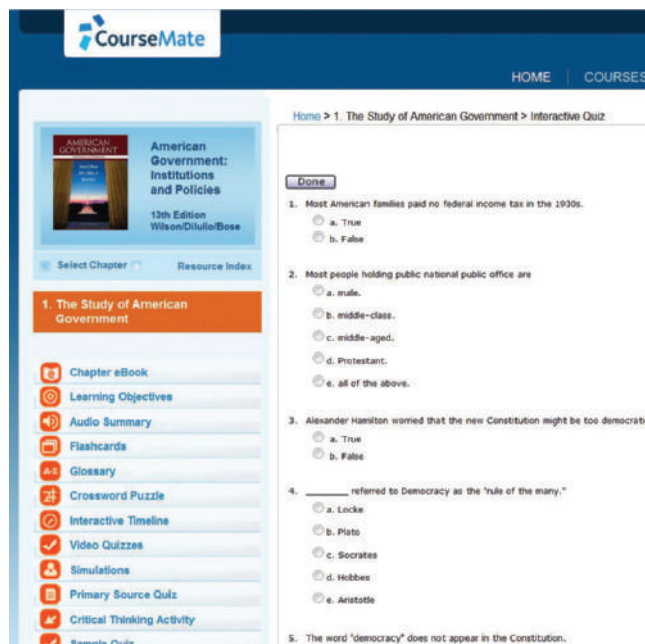 CourseMate
HOME
COURSES
Home > 1. The Study of American Government > Interactive Quiz
AMERICAN
GOVERNMENT
American
Government:
Institutions
and Policies
13th Edition
Wilson/DiIulio/Bose
Select Chapter
Resource Index
1. The Study of American
Government
Chapter eBook
Learning Objectives
Audio Summary
Flashcards
A-Z Glossary
Crossword Puzzle
Interactive Timeline
Video Quizzes
Simulations
Primary Source Quiz
Critical Thinking Activity
Sample Quiz
Done
1. Most American families paid no federal income tax in the 1930s.
a. True
b. False
2. Most people holding public national public office are
a. male.
b. middle-class.
c. middle-aged.
d. Protestant.
e. all of the above.
3. Alexander Hamilton worried that the new Constitution might be too democrati
a. True
b. False
4. ______ referred to Democracy as the "rule of the many."
a. Locke
b. Plato
c. Socrates
d. Hobbes
e. Aristotle
5. The word "democracy" does not appear in the Constitution.